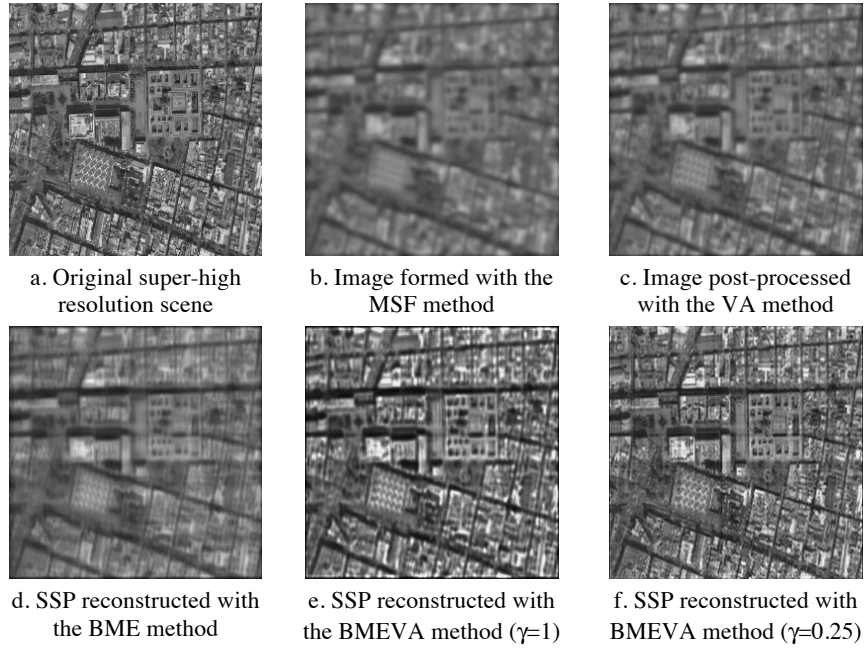 a. Original super-high
resolution scene
b. Image formed with the
MSF method
c. Image post-processed
with the VA method
d. SSP reconstructed with
the BME method
e. SSP reconstructed with
the BMEVA method (γ=1)
f. SSP reconstructed with
BMEVA method (γ=0.25)